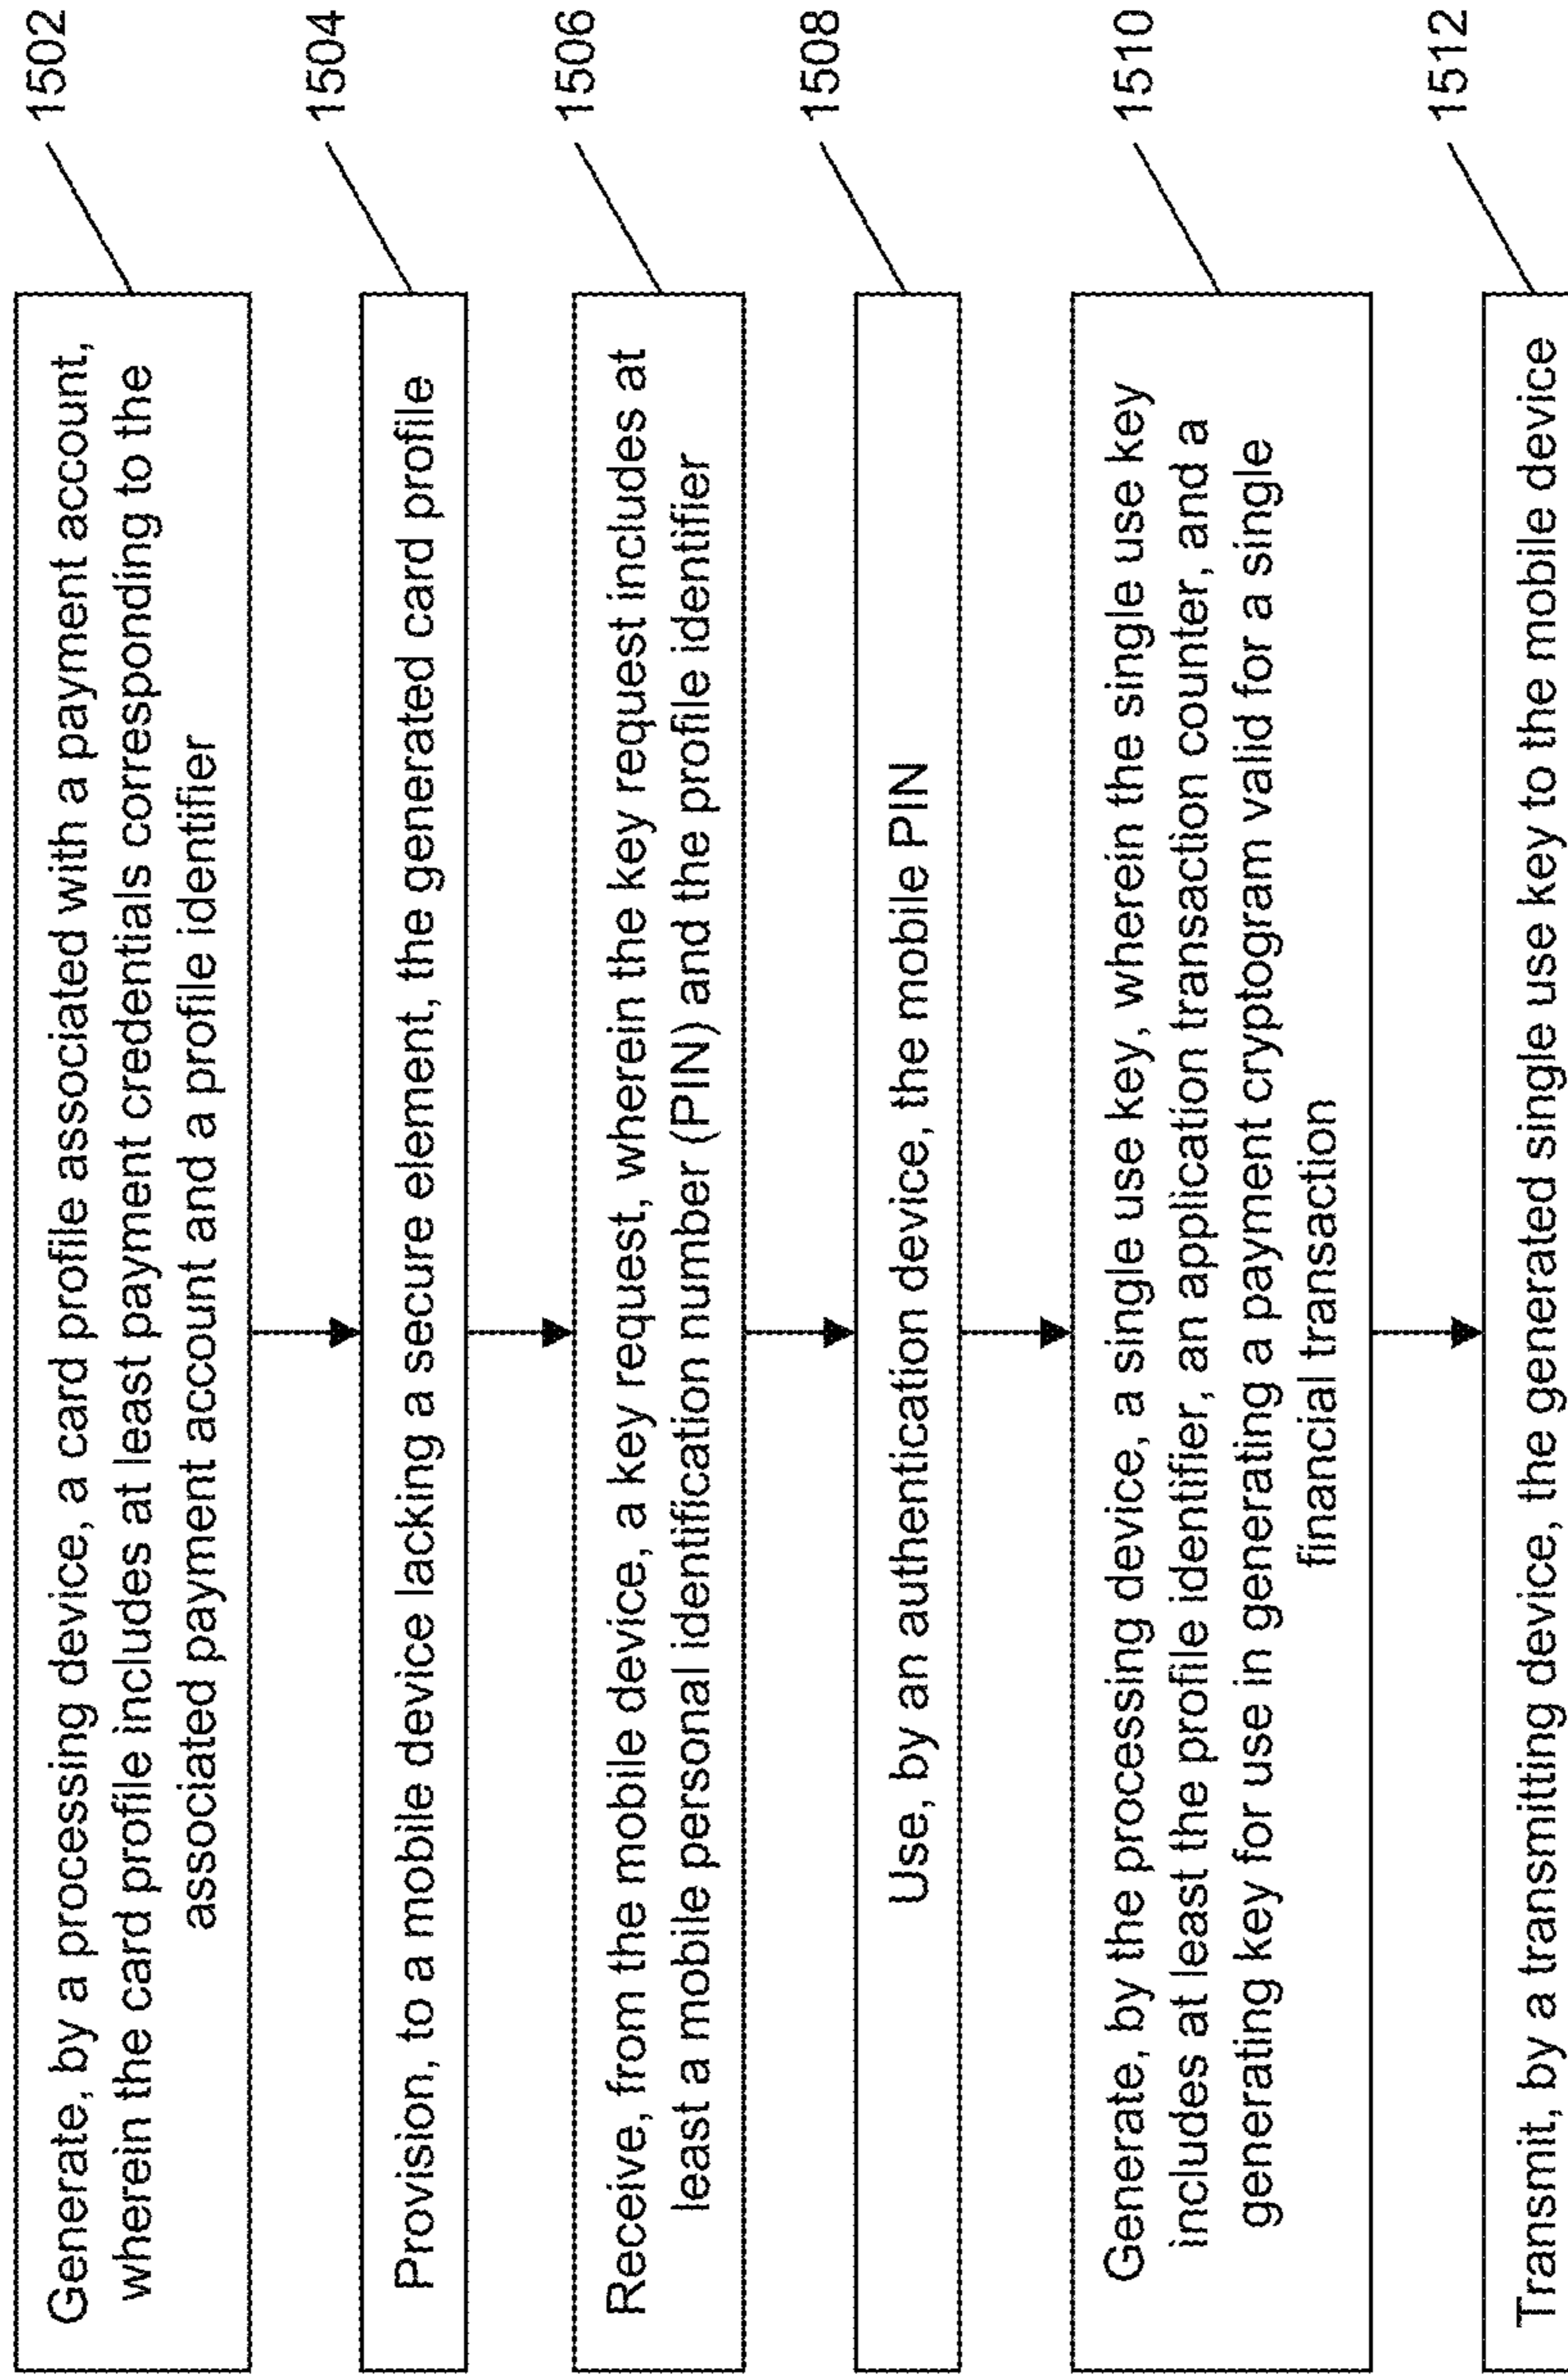 Generate, by a processing device, a card profile associated with a payment account,
wherein the card profile includes at least payment credentials corresponding to the
associated payment account and a profile identifier
1502
Provision, to a mobile device lacking a secure element, the generated card profile
1504
Receive, from the mobile device, a key request, wherein the key request includes at
least a mobile personal identification number (PIN) and the profile identifier
1506
Use, by an authentication device, the mobile PIN
1508
Generate, by the processing device, a single use key, wherein the single use key
includes at least the profile identifier, an application transaction counter, and a
generating key for use in generating a payment cryptogram valid for a single
financial transaction
1510
Transmit, by a transmitting device, the generated single use key to the mobile device
1512